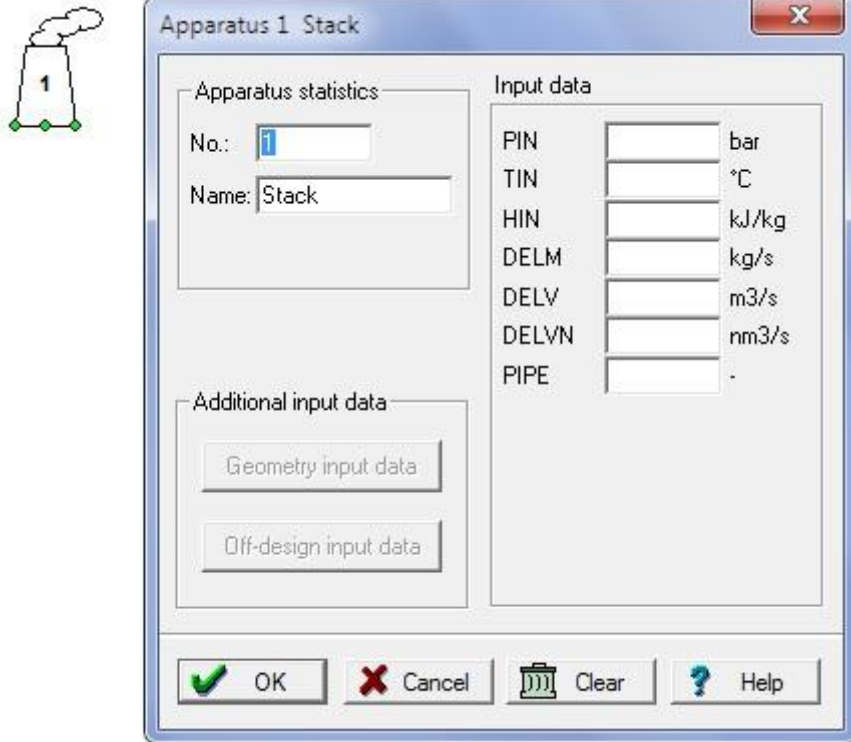 1
Apparatus 1 Stack
x
Apparatus statistics
No.: 1
Name: Stack
Additional input data
Geometry input data
Off-design input data
Input data
PIN bar
TIN °C
HIN kJ/kg
DELM kg/s
DELV m3/s
DELVN nm3/s
PIPE -
OK Cancel Clear ? Help